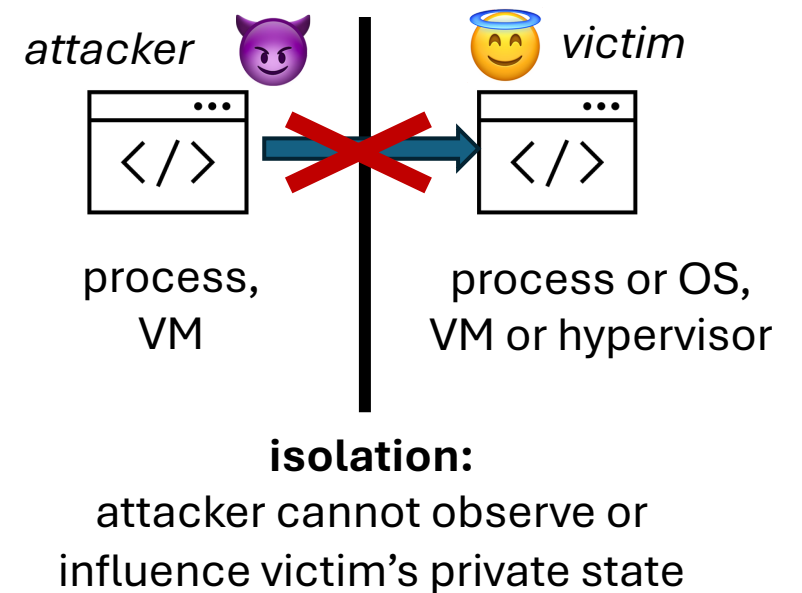 attacker
victim
</>
</>
process,
VM
process or OS,
VM or hypervisor
isolation:
attacker cannot observe or
influence victim’s private state